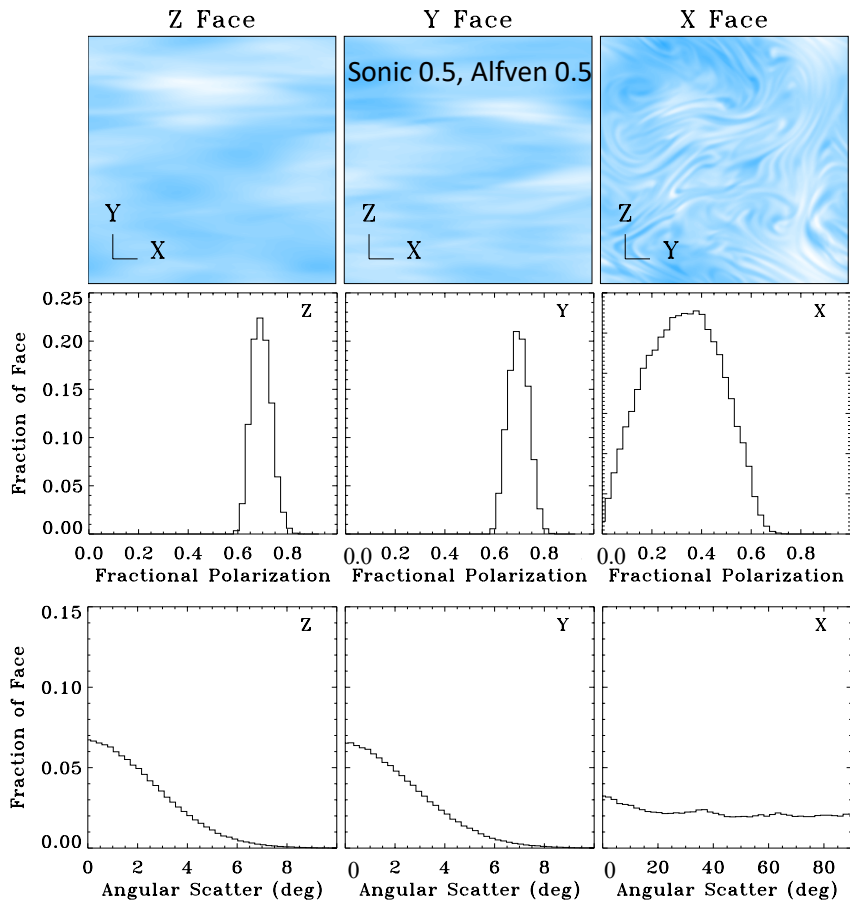 Z Face Y Face X Face
Sonic 0.5, Alfven 0.5
Y
X
Z
X
Z
Y
Fraction of Face
0.25
0.20
0.15
0.10
0.05
0.00
Z
Y
X
0.0 0.2 0.4 0.6 0.8
0.0 0.2 0.4 0.6 0.8
0.0 0.2 0.4 0.6 0.8
Fractional Polarization Fractional Polarization Fractional Polarization
Fraction of Face
0.15
0.10
0.05
0.00
Z
Y
X
0 2 4 6 8
0 2 4 6 8
0 20 40 60 80
Angular Scatter (deg) Angular Scatter (deg) Angular Scatter (deg)